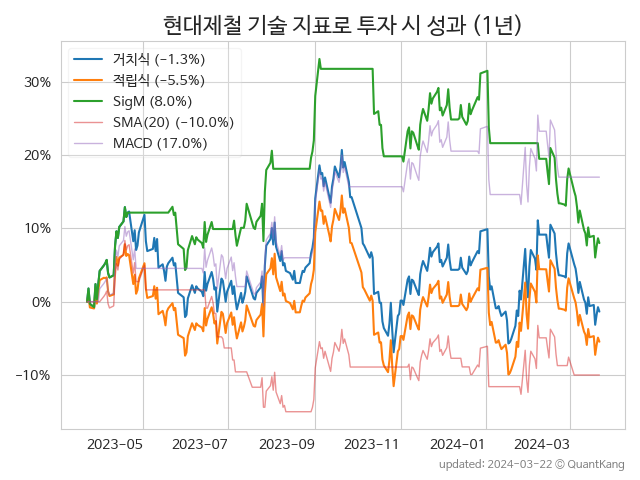 현대제철 기술 지표로 투자 시 성과 (1년)
거치식 (−1.3%)
적립식 (−5.5%)
SigM (8.0%)
SMA(20) (−10.0%)
MACD (17.0%)
30%
20%
10%
0%
−10%
2023-05 2023-07 2023-09 2023-11 2024-01 2024-03
updated: 2024-03-22 © QuantKang